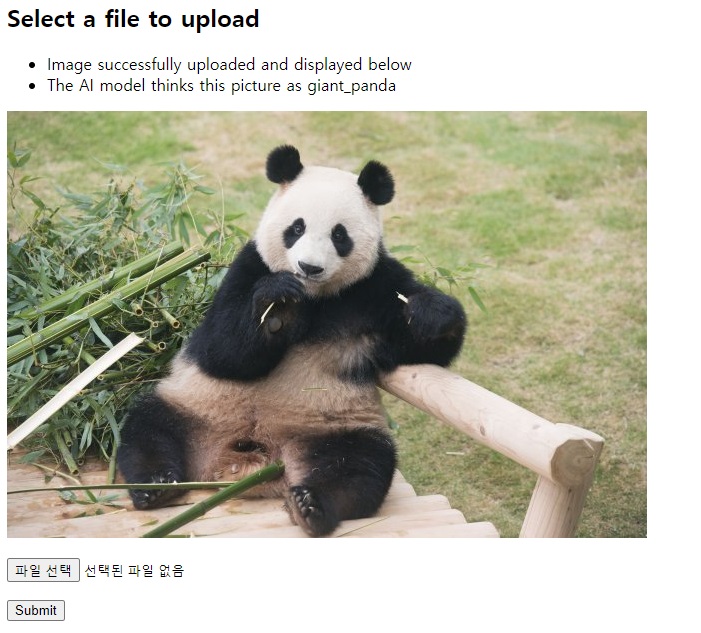 Select a file to upload
Image successfully uploaded and displayed below
The AI model thinks this picture as giant_panda
파일 선택 선택된 파일 없음
Submit